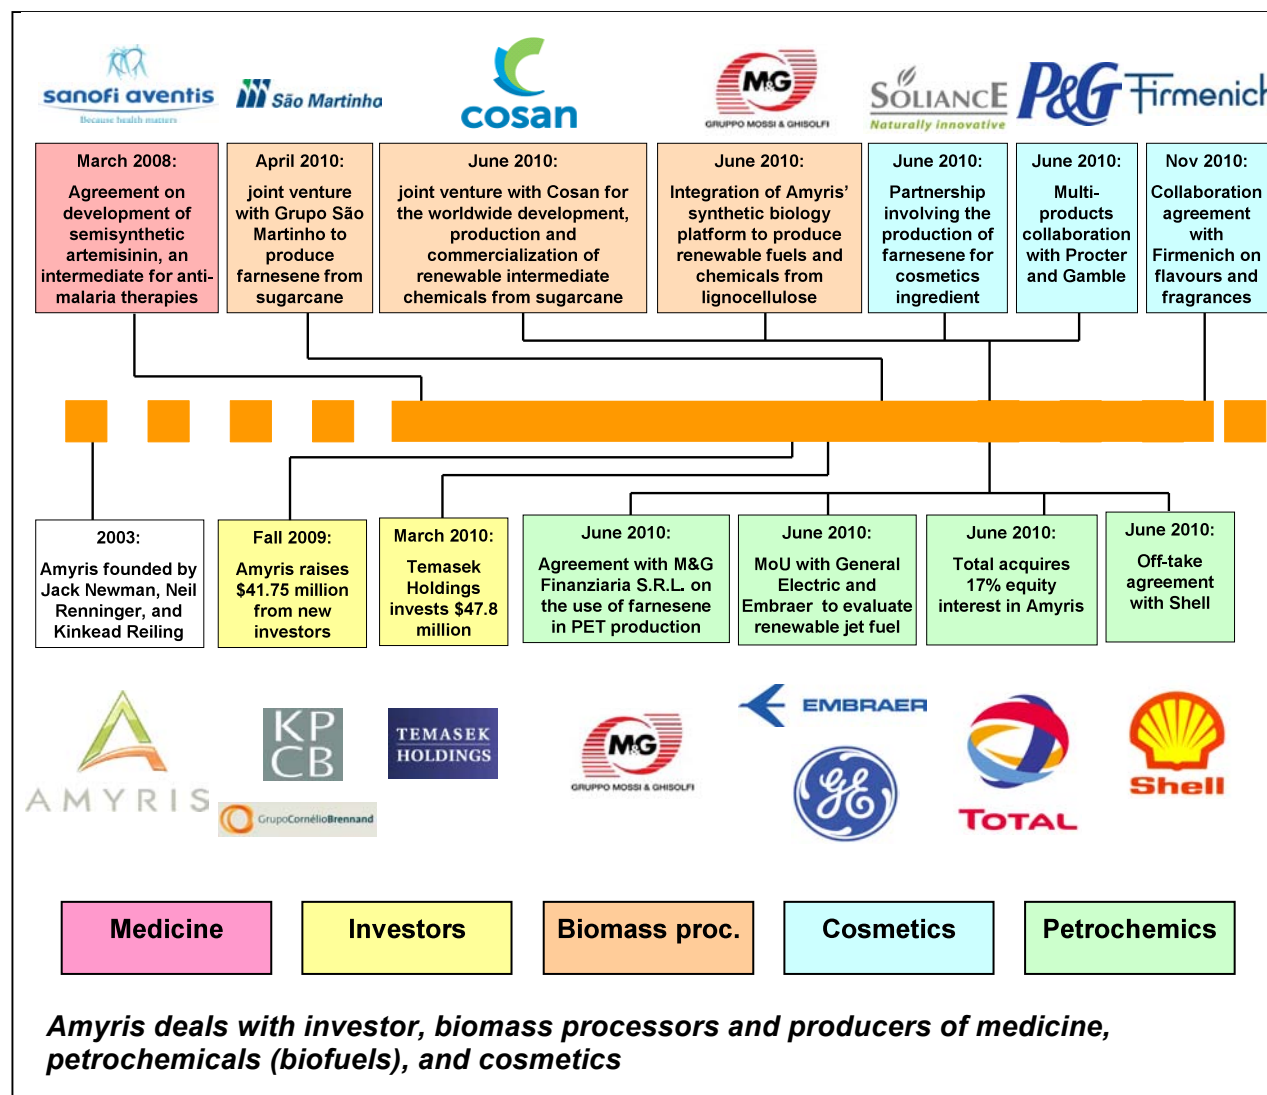 sanofi aventis
Because health matters
São Martinho
cosan
M&G
GRUPPO MOSSI & GHISOLFI
SOLIANCE
Naturally innovative
P&G
Firmenich
March 2008:
Agreement on
development of
semisynthetic
artemisinin, an
intermediate for anti-
malaria therapies
April 2010:
joint venture
with Grupo São
Martinho to
produce
farnesene from
sugarcane
June 2010:
joint venture with Cosan for
the worldwide development,
production and
commercialization of
renewable intermediate
chemicals from sugarcane
June 2010:
Integration of Amyris’
synthetic biology
platform to produce
renewable fuels and
chemicals from
lignocellulose
June 2010:
Partnership
involving the
production of
farnesene for
cosmetics
ingredient
June 2010:
Multi-
products
collaboration
with Procter
and Gamble
Nov 2010:
Collaboration
agreement
with
Firmenich on
flavours and
fragrances
2003:
Amyris founded by
Jack Newman, Neil
Renninger, and
Kinkead Reiling
Fall 2009:
Amyris raises
$41.75 million
from new
investors
March 2010:
Temasek
Holdings
invests $47.8
million
June 2010:
Agreement with M&G
Finanziaria S.R.L. on
the use of farnesene
in PET production
June 2010:
MoU with General
Electric and
Embraer to evaluate
renewable jet fuel
June 2010:
Total acquires
17% equity
interest in Amyris
June 2010:
Off-take
agreement
with Shell
AMYRIS
KP
CB
GrupoCornélioBrennand
TEMASEK
HOLDINGS
M&G
GRUPPO MOSSI & GHISOLFI
EMBRAER
GE
TOTAL
Shell
Medicine
Investors
Biomass proc.
Cosmetics
Petrochemics
Amyris deals with investor, biomass processors and producers of medicine,
petrochemicals (biofuels), and cosmetics